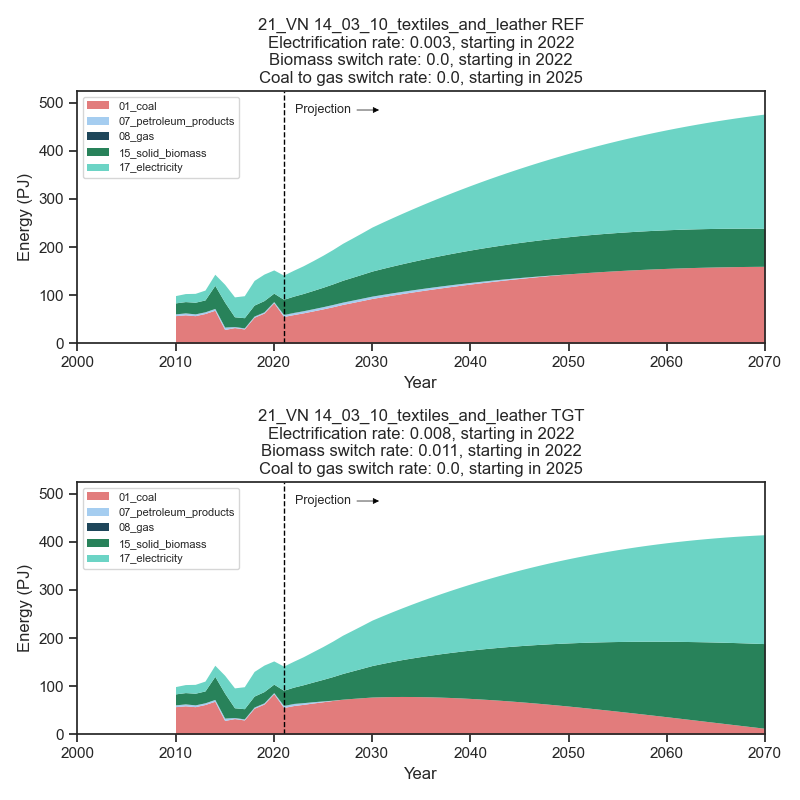 21_VN 14_03_10_textiles_and_leather REF
Electrification rate: 0.003, starting in 2022
Biomass switch rate: 0.0, starting in 2022
Coal to gas switch rate: 0.0, starting in 2025
500
400
300
200
100
0
Energy (PJ)
01_coal
07_petroleum_products
08_gas
15_solid_biomass
17_electricity
Projection
2000 2010 2020 2030 2040 2050 2060 2070
Year
21_VN 14_03_10_textiles_and_leather TGT
Electrification rate: 0.008, starting in 2022
Biomass switch rate: 0.011, starting in 2022
Coal to gas switch rate: 0.0, starting in 2025
500
400
300
200
100
0
Energy (PJ)
01_coal
07_petroleum_products
08_gas
15_solid_biomass
17_electricity
Projection
2000 2010 2020 2030 2040 2050 2060 2070
Year